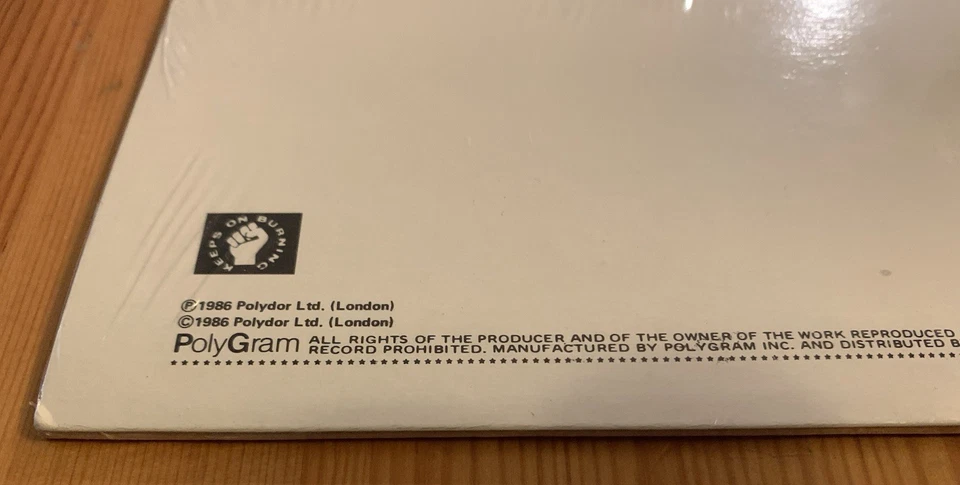 KEEPS ON BURNING
℗1986 Polydor Ltd. (London)
©1986 Polydor Ltd. (London)
PolyGram ALL RIGHTS OF THE PRODUCER AND OF THE OWNER OF THE WORK REPRODUCED
RECORD PROHIBITED. MANUFACTURED BY POLYGRAM INC. AND DISTRIBUTED B